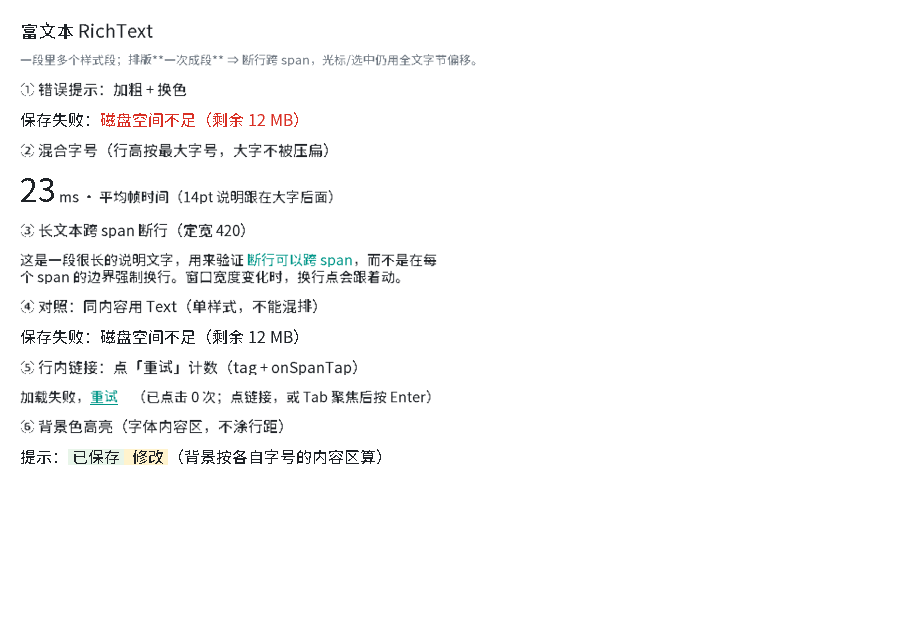 富文本 RichText
一段里多个样式段；排版**一次成段** ⇒ 断行跨 span，光标/选中仍用全文字节偏移。
① 错误提示：加粗 + 换色
保存失败：磁盘空间不足（剩余 12 MB）
② 混合字号（行高按最大字号，大字不被压扁）
23 ms · 平均帧时间（14pt 说明跟在大字后面）
③ 长文本跨 span 断行（定宽 420）
这是一段很长的说明文字，用来验证 断行可以跨 span，而不是在每
个 span 的边界强制换行。窗口宽度变化时，换行点会跟着动。
④ 对照：同内容用 Text（单样式，不能混排）
保存失败：磁盘空间不足（剩余 12 MB）
⑤ 行内链接：点「重试」计数（tag + onSpanTap）
加载失败，重试 （已点击 0 次；点链接，或 Tab 聚焦后按 Enter）
⑥ 背景色高亮（字体内容区，不涂行距）
提示： 已保存 修改 （背景按各自字号的内容区算）